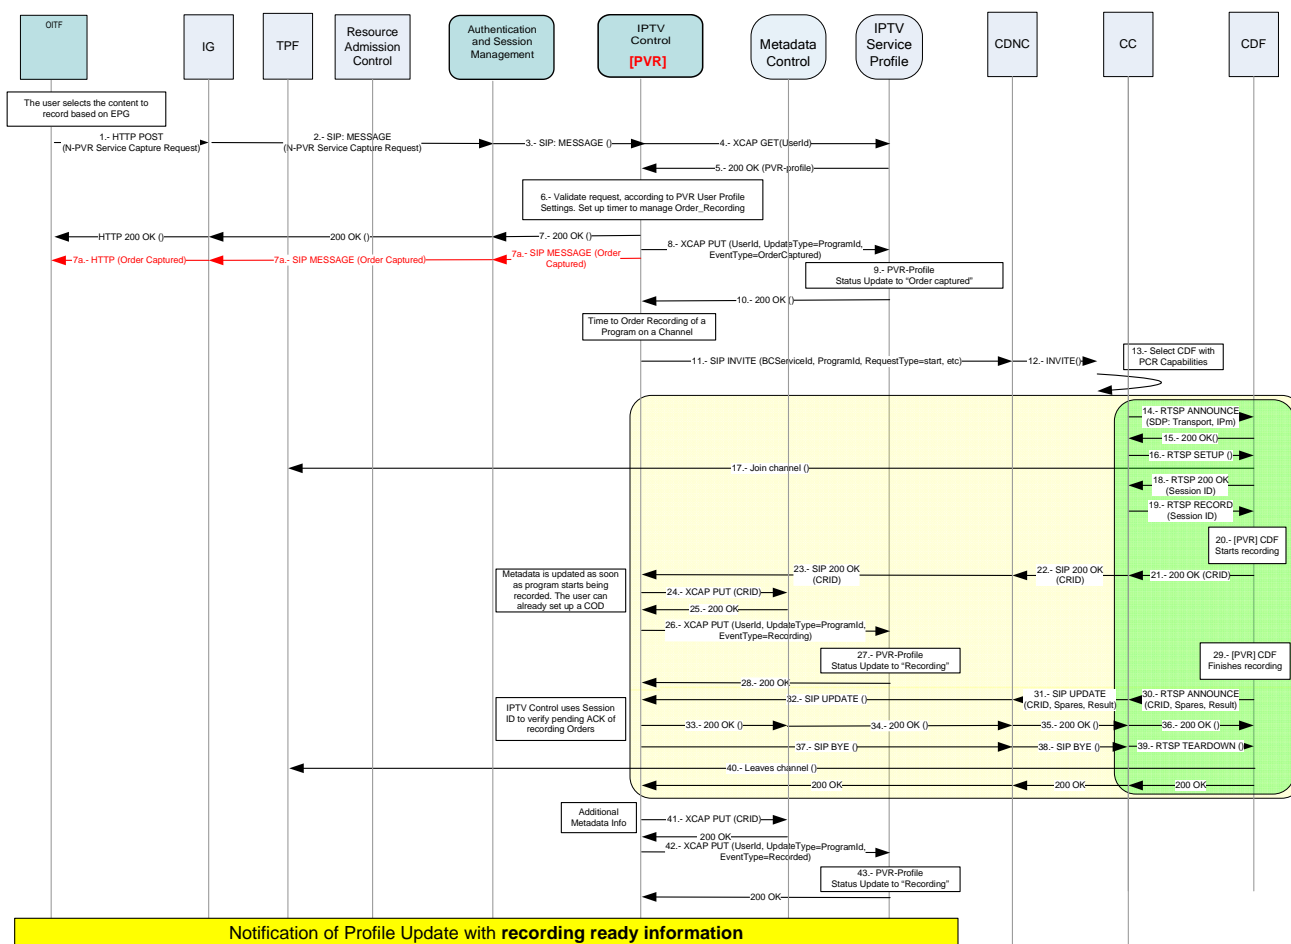 OITF
IG
TPF
Resource
Admission
Control
Authentication
and Session
Management
IPTV
Control
[PVR]
Metadata
Control
IPTV
Service
Profile
CDNC
CC
CDF
The user selects the content to
record based on EPG
1.- HTTP POST
(N-PVR Service Capture Request)
2.- SIP: MESSAGE
(N-PVR Service Capture Request)
3.- SIP: MESSAGE ()
4.- XCAP GET(UserId)
5.- 200 OK (PVR-profile)
6.- Validate request, according to PVR User Profile
Settings. Set up timer to manage Order_Recording
HTTP 200 OK ()
200 OK ()
7.- 200 OK ()
8.- XCAP PUT (UserId, UpdateType=ProgramId,
EventType=OrderCaptured)
7a.- HTTP (Order Captured)
7a.- SIP MESSAGE (Order Captured)
7a.- SIP MESSAGE (Order
Captured)
9.- PVR-Profile
Status Update to “Order captured”
10.- 200 OK ()
Time to Order Recording of a
Program on a Channel
11.- SIP INVITE (BCServiceId, ProgramId, RequestType=start, etc)
12.- INVITE()
13.- Select CDF with
PCR Capabilities
14.- RTSP ANNOUNCE
(SDP: Transport, IPm)
15.- 200 OK()
16.- RTSP SETUP ()
17.- Join channel ()
18.- RTSP 200 OK
(Session ID)
19.- RTSP RECORD
(Session ID)
20.- [PVR] CDF
Starts recording
Metadata is updated as soon
as program starts being
recorded. The user can
already set up a COD
23.- SIP 200 OK
(CRID)
22.- SIP 200 OK
(CRID)
21.- 200 OK (CRID)
24.- XCAP PUT (CRID)
25.- 200 OK
26.- XCAP PUT (UserId, UpdateType=ProgramId,
EventType=Recording)
27.- PVR-Profile
Status Update to “Recording”
29.- [PVR] CDF
Finishes recording
28.- 200 OK
IPTV Control uses Session
ID to verify pending ACK of
recording Orders
32.- SIP UPDATE ()
31.- SIP UPDATE
(CRID, Spares, Result)
30.- RTSP ANNOUNCE
(CRID, Spares, Result)
33.- 200 OK ()
34.- 200 OK ()
35.- 200 OK ()
36.- 200 OK ()
37.- SIP BYE ()
38.- SIP BYE ()
39.- RTSP TEARDOWN ()
40.- Leaves channel ()
200 OK
200 OK
200 OK
Additional
Metadata Info
41.- XCAP PUT (CRID)
200 OK
42.- XCAP PUT (UserId, UpdateType=ProgramId,
EventType=Recorded)
43.- PVR-Profile
Status Update to “Recording”
200 OK
Notification of Profile Update with recording ready information